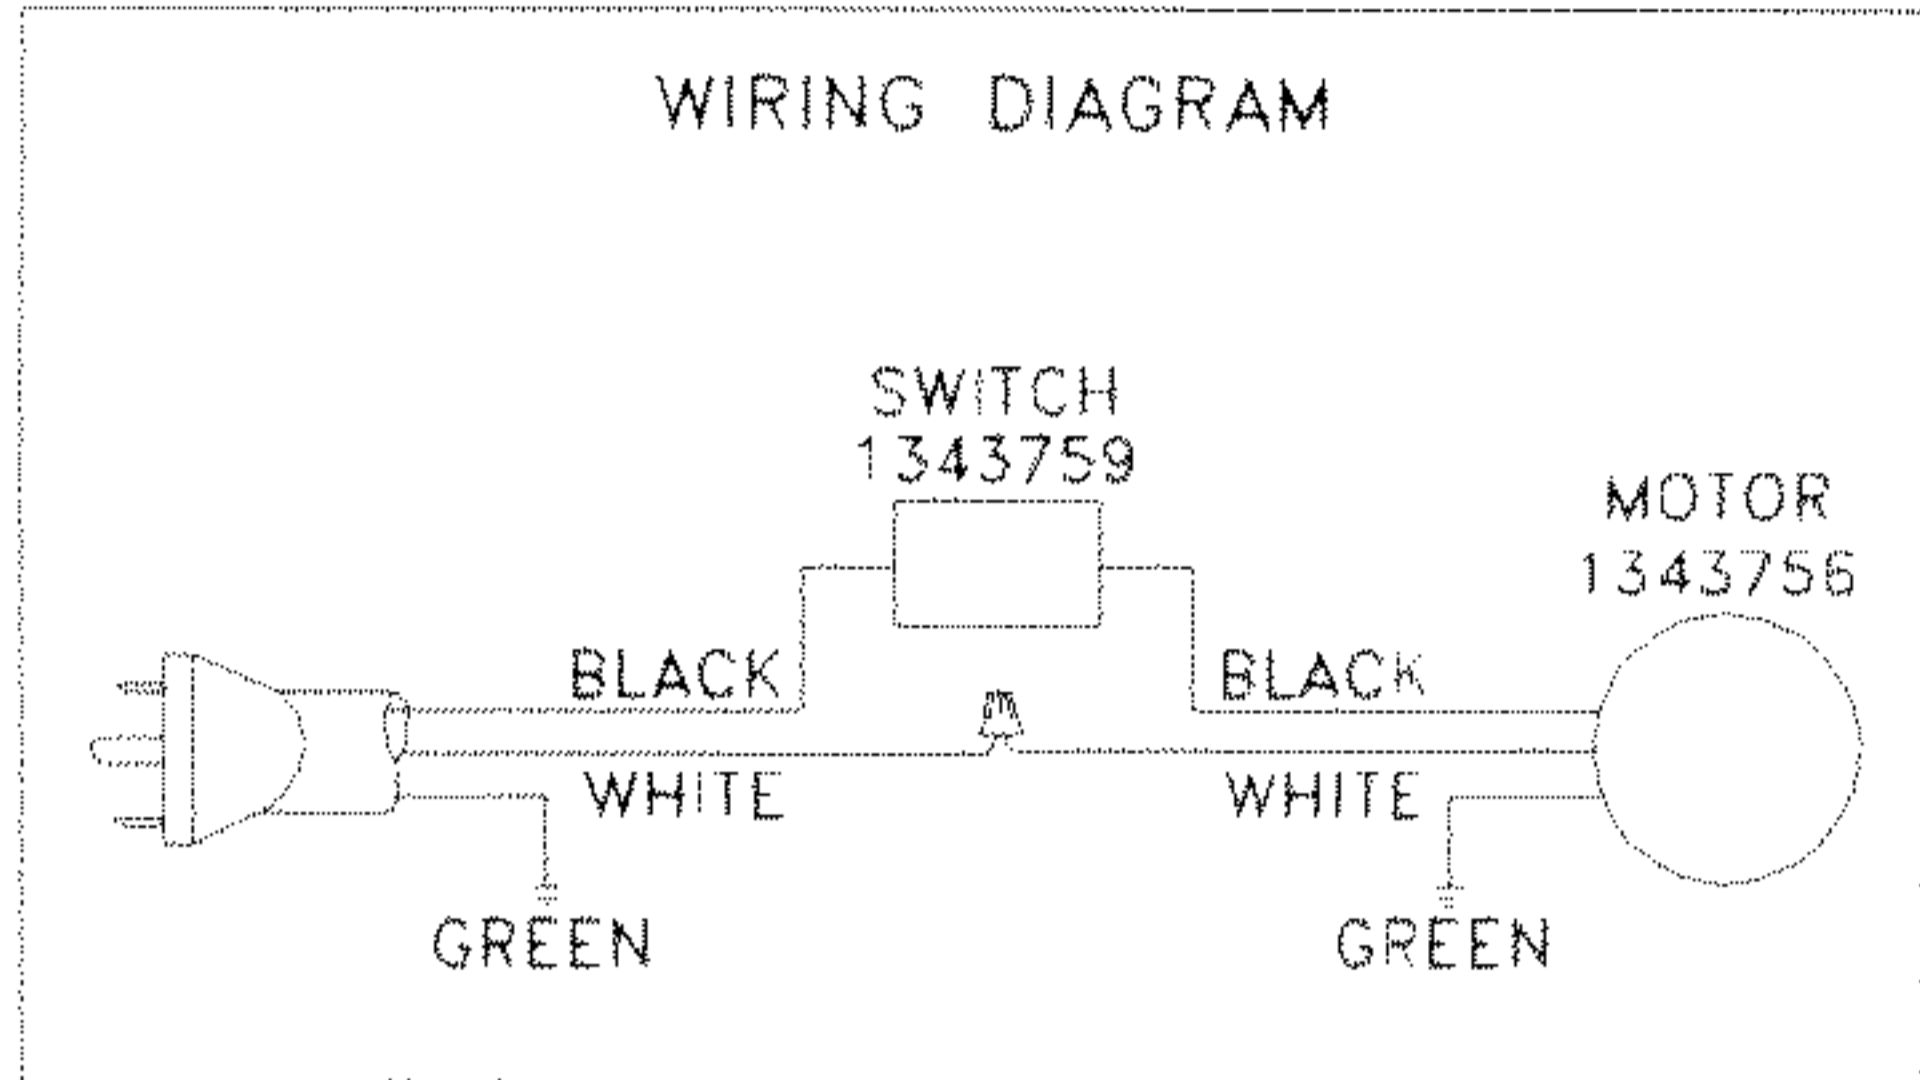 WIRING DIAGRAM
SWITCH
1343759
MOTOR
1343756
BLACK
BLACK
WHITE
WHITE
GREEN
GREEN